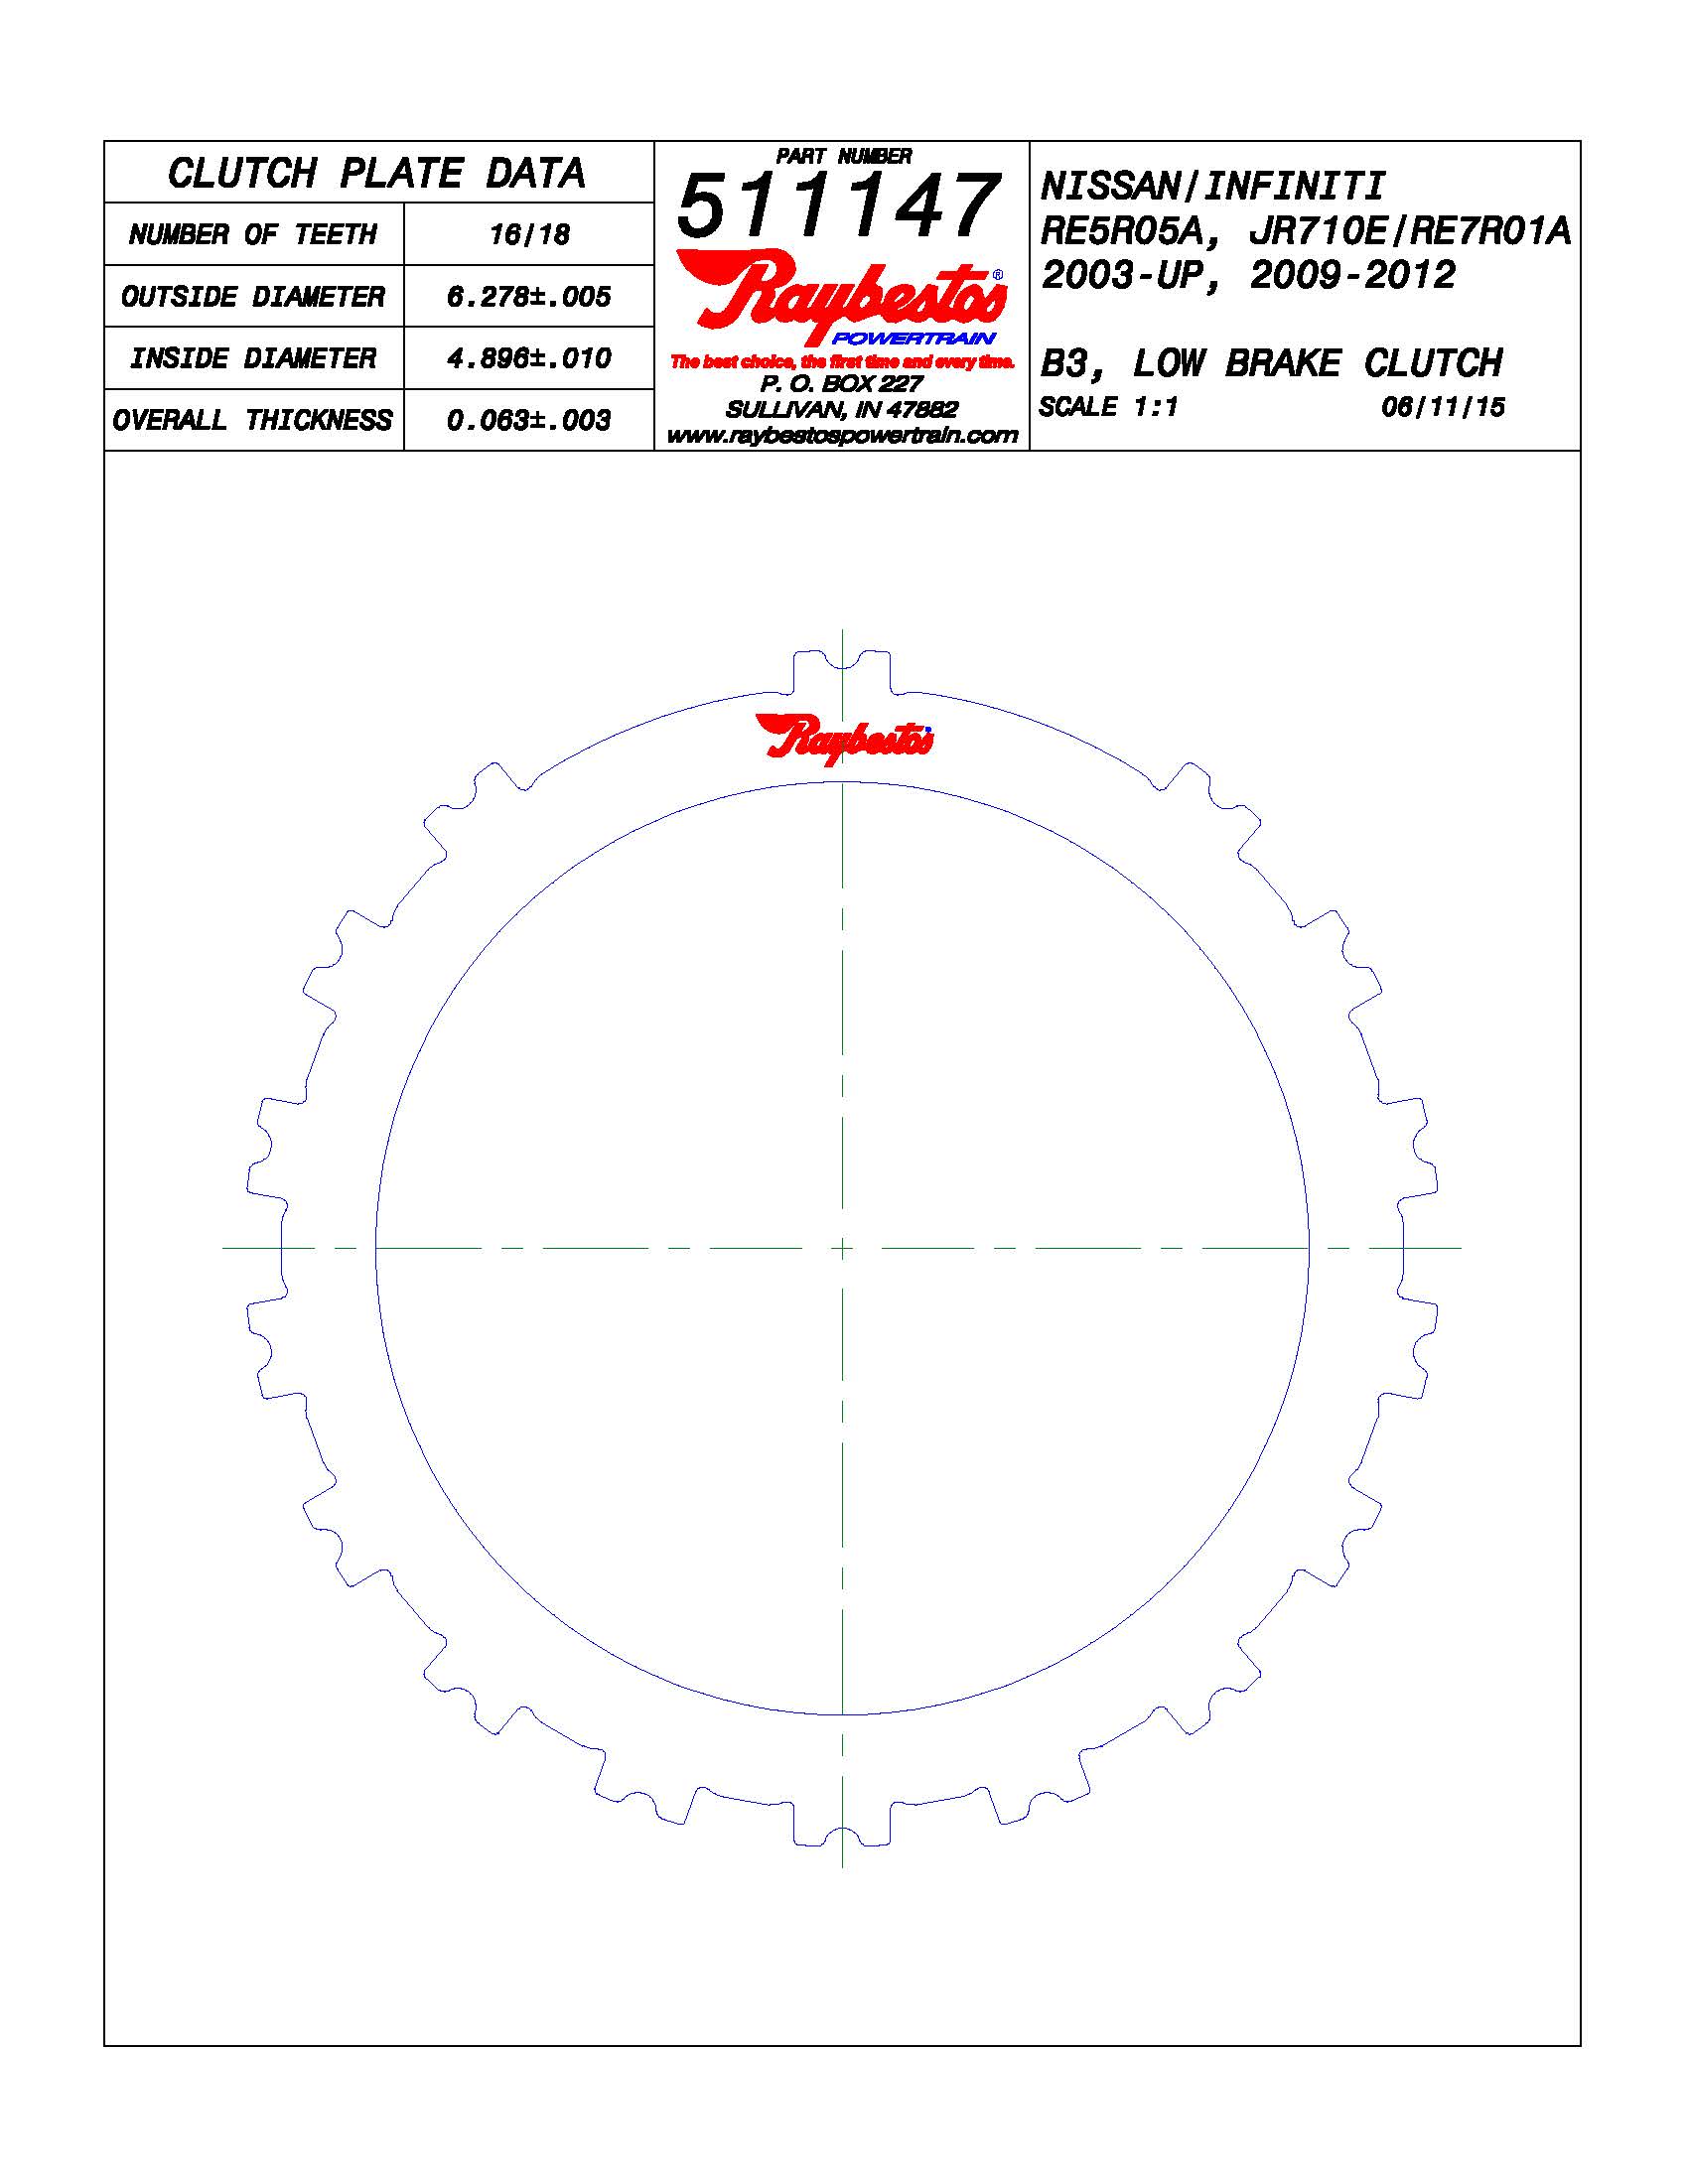 CLUTCH PLATE DATA
NUMBER OF TEETH 16/18
OUTSIDE DIAMETER 6.278±.005
INSIDE DIAMETER 4.896±.010
OVERALL THICKNESS 0.063±.003
PART NUMBER
511147
Raybestos®
POWERTRAIN
The best choice, the first time and every time.
P. O. BOX 227
SULLIVAN, IN 47882
www.raybestospowertrain.com
NISSAN/INFINITI
RE5R05A, JR710E/RE7R01A
2003-UP, 2009-2012
B3, LOW BRAKE CLUTCH
SCALE 1:1 06/11/15
Raybestos